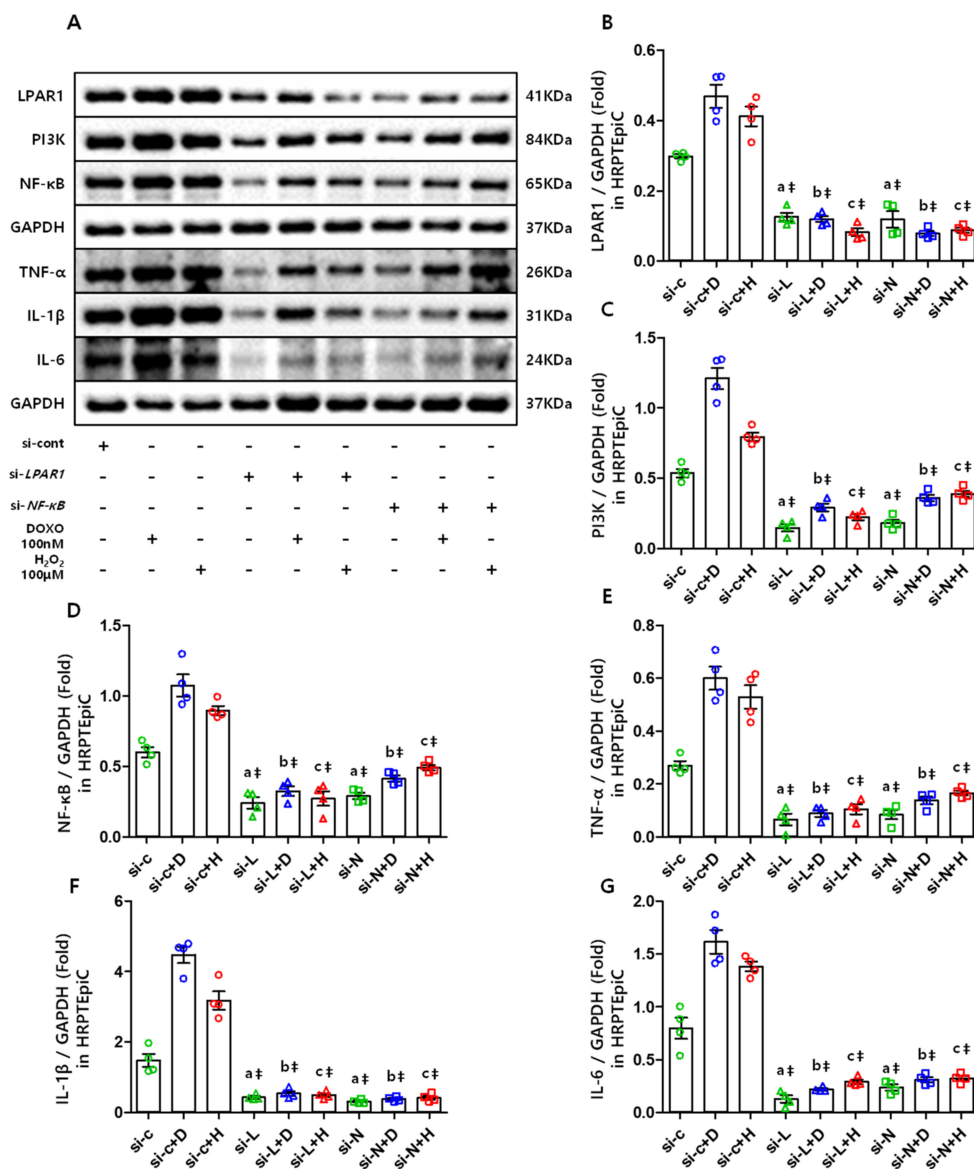 A
LPAR1 41KDa
PI3K 84KDa
NF-κB 65KDa
GAPDH 37KDa
TNF-α 26KDa
IL-1β 31KDa
IL-6 24KDa
GAPDH 37KDa
si-cont + - - - - - - - -
si-LPAR1 - - - + + + - - -
si-NF-κB - - - - - - + + +
DOXO
100nM - + - - + - - + -
H₂O₂
100μM - - + - - + - - +
B
LPAR1 / GAPDH (Fold)
in HRPTEpiC
0.6
0.4
0.2
0.0
a‡ b‡ c‡ a‡ b‡ c‡
si-c si-c+D si-c+H si-L si-L+D si-L+H si-N si-N+D si-N+H
C
PI3K / GAPDH (Fold)
in HRPTEpiC
1.5
1.0
0.5
0.0
a‡ b‡ c‡ a‡ b‡ c‡
si-c si-c+D si-c+H si-L si-L+D si-L+H si-N si-N+D si-N+H
D
NF-κB / GAPDH (Fold)
in HRPTEpiC
1.5
1.0
0.5
0.0
a‡ b‡ c‡ a‡ b‡ c‡
si-c si-c+D si-c+H si-L si-L+D si-L+H si-N si-N+D si-N+H
E
TNF-α / GAPDH (Fold)
in HRPTEpiC
0.8
0.6
0.4
0.2
0.0
a‡ b‡ c‡ a‡ b‡ c‡
si-c si-c+D si-c+H si-L si-L+D si-L+H si-N si-N+D si-N+H
F
IL-1β / GAPDH (Fold)
in HRPTEpiC
6
4
2
0
a‡ b‡ c‡ a‡ b‡ c‡
si-c si-c+D si-c+H si-L si-L+D si-L+H si-N si-N+D si-N+H
G
IL-6 / GAPDH (Fold)
in HRPTEpiC
2.0
1.5
1.0
0.5
0.0
a‡ b‡ c‡ a‡ b‡ c‡
si-c si-c+D si-c+H si-L si-L+D si-L+H si-N si-N+D si-N+H